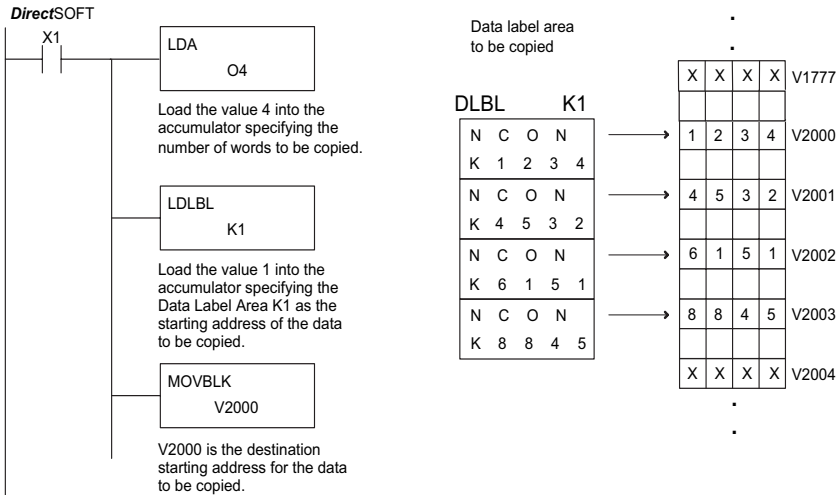 DirectSOFT
X1
LDA
O4
Load the value 4 into the
accumulator specifying the
number of words to be copied.
LDLBL
K1
Load the value 1 into the
accumulator specifying the
Data Label Area K1 as the
starting address of the data
to be copied.
MOVBLK
V2000
V2000 is the destination
starting address for the data
to be copied.
Data label area
to be copied
DLBL K1
N C O N
K 1 2 3 4
N C O N
K 4 5 3 2
N C O N
K 6 1 5 1
N C O N
K 8 8 4 5
X X X X V1777
1 2 3 4 V2000
4 5 3 2 V2001
6 1 5 1 V2002
8 8 4 5 V2003
X X X X V2004